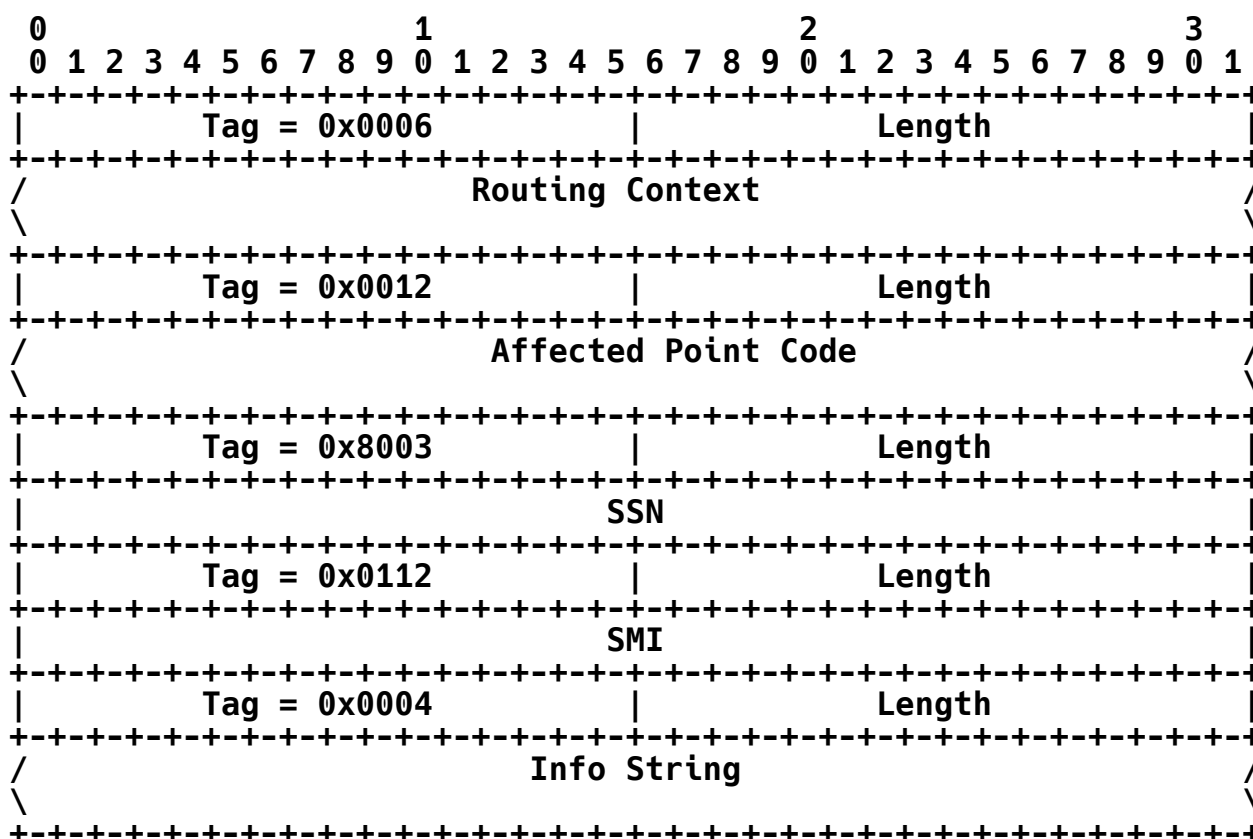 0                   1                   2                   3
 0 1 2 3 4 5 6 7 8 9 0 1 2 3 4 5 6 7 8 9 0 1 2 3 4 5 6 7 8 9 0 1
+-+-+-+-+-+-+-+-+-+-+-+-+-+-+-+-+-+-+-+-+-+-+-+-+-+-+-+-+-+-+-+-+
|         Tag = 0x0006          |            Length             |
+-+-+-+-+-+-+-+-+-+-+-+-+-+-+-+-+-+-+-+-+-+-+-+-+-+-+-+-+-+-+-+-+
/                       Routing Context                         /
\                                                               \
+-+-+-+-+-+-+-+-+-+-+-+-+-+-+-+-+-+-+-+-+-+-+-+-+-+-+-+-+-+-+-+-+
|         Tag = 0x0012          |            Length             |
+-+-+-+-+-+-+-+-+-+-+-+-+-+-+-+-+-+-+-+-+-+-+-+-+-+-+-+-+-+-+-+-+
/                        Affected Point Code                    /
\                                                               \
+-+-+-+-+-+-+-+-+-+-+-+-+-+-+-+-+-+-+-+-+-+-+-+-+-+-+-+-+-+-+-+-+
|         Tag = 0x8003          |            Length             |
+-+-+-+-+-+-+-+-+-+-+-+-+-+-+-+-+-+-+-+-+-+-+-+-+-+-+-+-+-+-+-+-+
|                              SSN                              |
+-+-+-+-+-+-+-+-+-+-+-+-+-+-+-+-+-+-+-+-+-+-+-+-+-+-+-+-+-+-+-+-+
|         Tag = 0x0112          |            Length             |
+-+-+-+-+-+-+-+-+-+-+-+-+-+-+-+-+-+-+-+-+-+-+-+-+-+-+-+-+-+-+-+-+
|                              SMI                              |
+-+-+-+-+-+-+-+-+-+-+-+-+-+-+-+-+-+-+-+-+-+-+-+-+-+-+-+-+-+-+-+-+
|         Tag = 0x0004          |            Length             |
+-+-+-+-+-+-+-+-+-+-+-+-+-+-+-+-+-+-+-+-+-+-+-+-+-+-+-+-+-+-+-+-+
/                          Info String                          /
\                                                               \
+-+-+-+-+-+-+-+-+-+-+-+-+-+-+-+-+-+-+-+-+-+-+-+-+-+-+-+-+-+-+-+-+